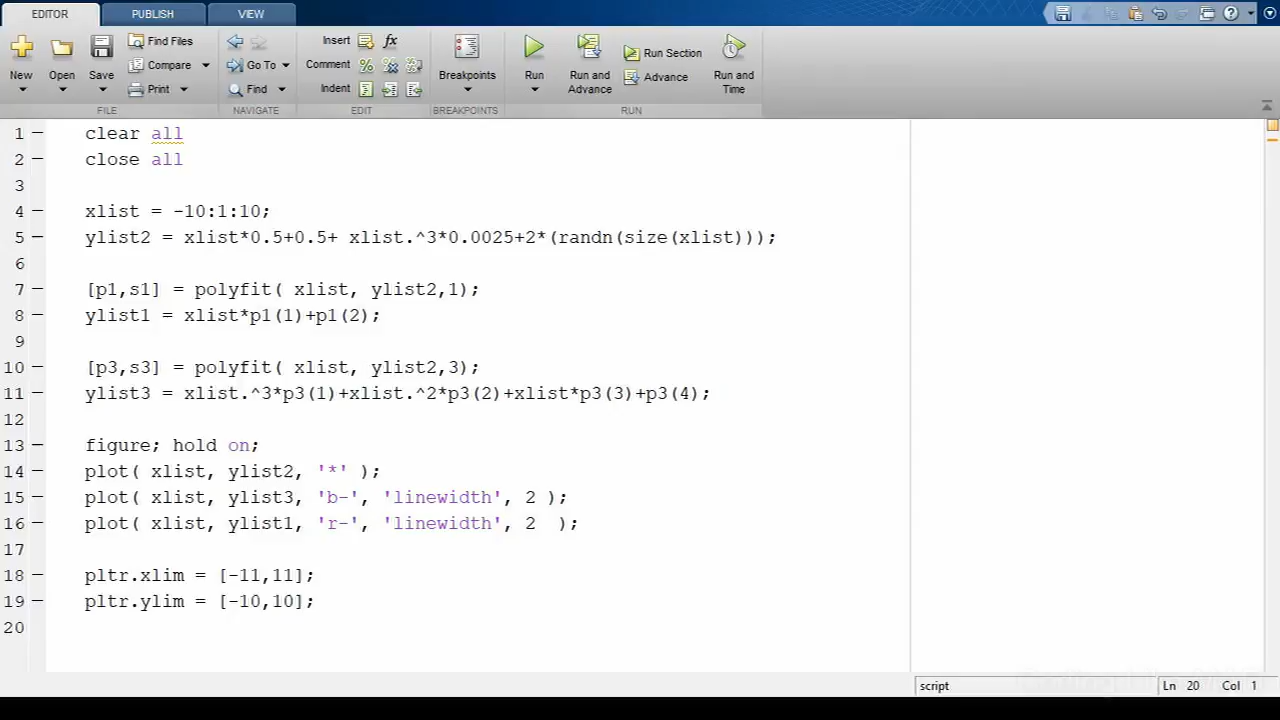 EDITOR PUBLISH VIEW
New Open Save Find Files Compare Print
FILE
Go To Find
NAVIGATE
Insert fx
Comment
Indent
EDIT
Breakpoints
BREAKPOINTS
Run Run and Advance Run Section Advance Run and Time
RUN
1 clear all
2 close all
3
4 xlist = -10:1:10;
5 ylist2 = xlist*0.5+0.5+ xlist.^3*0.0025+2*(randn(size(xlist)));
6
7 [p1,s1] = polyfit( xlist, ylist2,1);
8 ylist1 = xlist*p1(1)+p1(2);
9
10 [p3,s3] = polyfit( xlist, ylist2,3);
11 ylist3 = xlist.^3*p3(1)+xlist.^2*p3(2)+xlist*p3(3)+p3(4);
12
13 figure; hold on;
14 plot( xlist, ylist2, '*' );
15 plot( xlist, ylist3, 'b-', 'linewidth', 2 );
16 plot( xlist, ylist1, 'r-', 'linewidth', 2  );
17
18 pltr.xlim = [-11,11];
19 pltr.ylim = [-10,10];
20
script Ln 20 Col 1